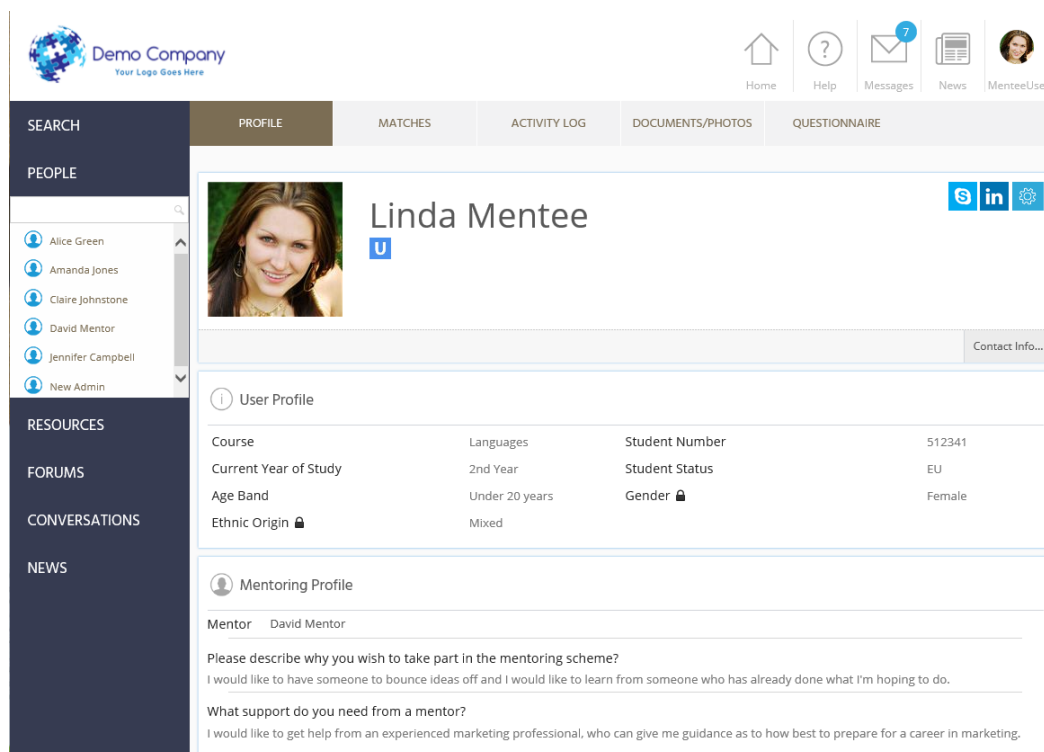 Demo Company
Your Logo Goes Here
7
Home
Help
Messages
News
MenteeUse
SEARCH
PROFILE
MATCHES
ACTIVITY LOG
DOCUMENTS/PHOTOS
QUESTIONNAIRE
PEOPLE
Alice Green
Amanda Jones
Claire Johnstone
David Mentor
Jennifer Campbell
New Admin
RESOURCES
FORUMS
CONVERSATIONS
NEWS
Linda Mentee
U
S
in
Contact Info...
i
User Profile
Course Languages Student Number 512341
Current Year of Study 2nd Year Student Status EU
Age Band Under 20 years Gender Female
Ethnic Origin Mixed
Mentoring Profile
Mentor David Mentor
Please describe why you wish to take part in the mentoring scheme?
I would like to have someone to bounce ideas off and I would like to learn from someone who has already done what I'm hoping to do.
What support do you need from a mentor?
I would like to get help from an experienced marketing professional, who can give me guidance as to how best to prepare for a career in marketing.